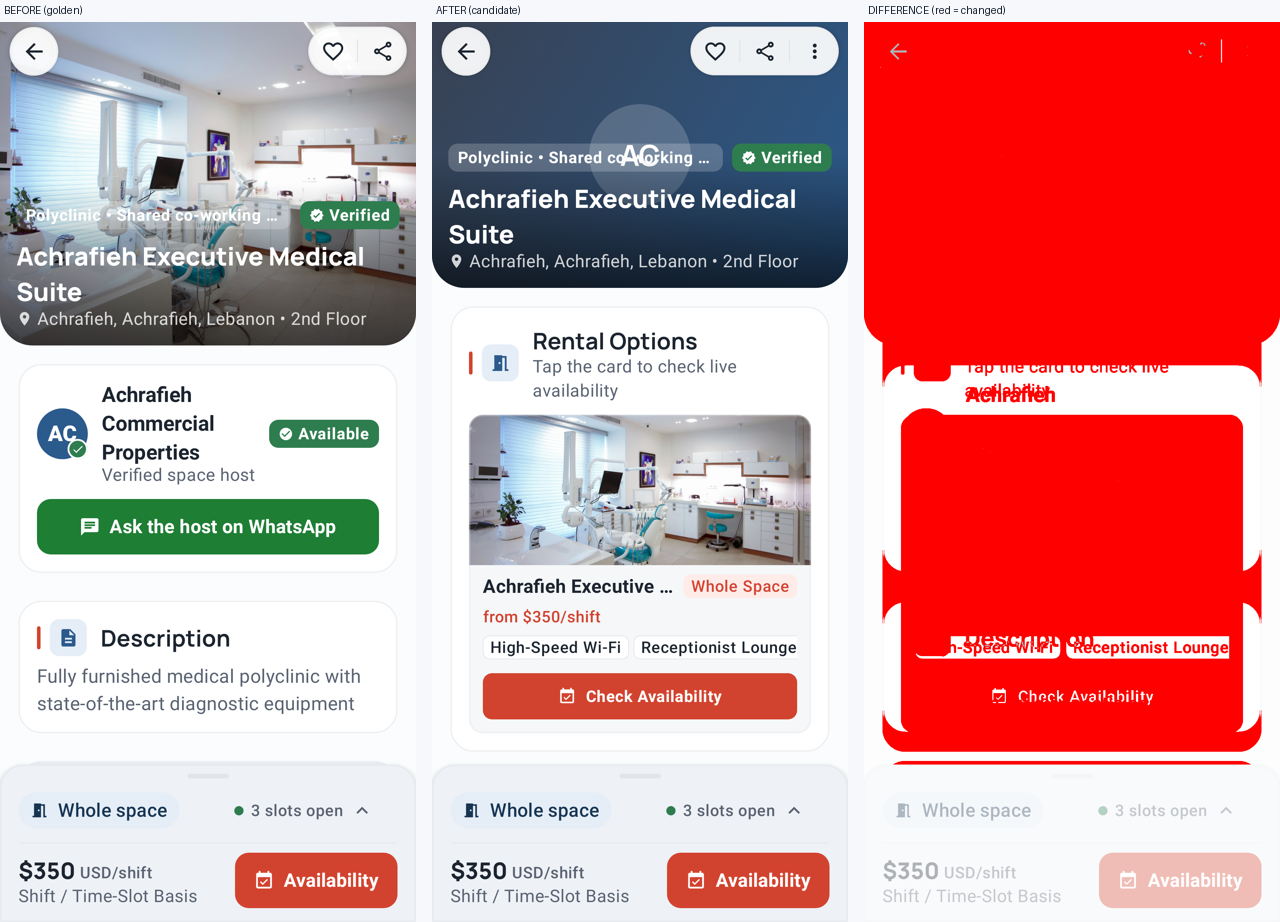 BEFORE (golden)
Polyclinic • Shared co-working ...
Verified
Achrafieh Executive Medical
Suite
Achrafieh, Achrafieh, Lebanon • 2nd Floor
AC
Achrafieh
Commercial
Properties
Verified space host
Available
Ask the host on WhatsApp
Description
Fully furnished medical polyclinic with
state-of-the-art diagnostic equipment
Whole space
3 slots open
$350 USD/shift
Shift / Time-Slot Basis
Availability
AFTER (candidate)
AC
Polyclinic • Shared co-working ...
Verified
Achrafieh Executive Medical
Suite
Achrafieh, Achrafieh, Lebanon • 2nd Floor
Rental Options
Tap the card to check live
availability
Achrafieh Executive ...
Whole Space
from $350/shift
High-Speed Wi-Fi
Receptionist Lounge
Check Availability
Whole space
3 slots open
$350 USD/shift
Shift / Time-Slot Basis
Availability
DIFFERENCE (red = changed)
Tap the card to check live
availability
Achrafieh
Description
n-Speed Wi-Fi
Receptionist Lounge
Check Availability
Whole space
3 slots open
$350 USD/shift
Shift / Time-Slot Basis
Availability